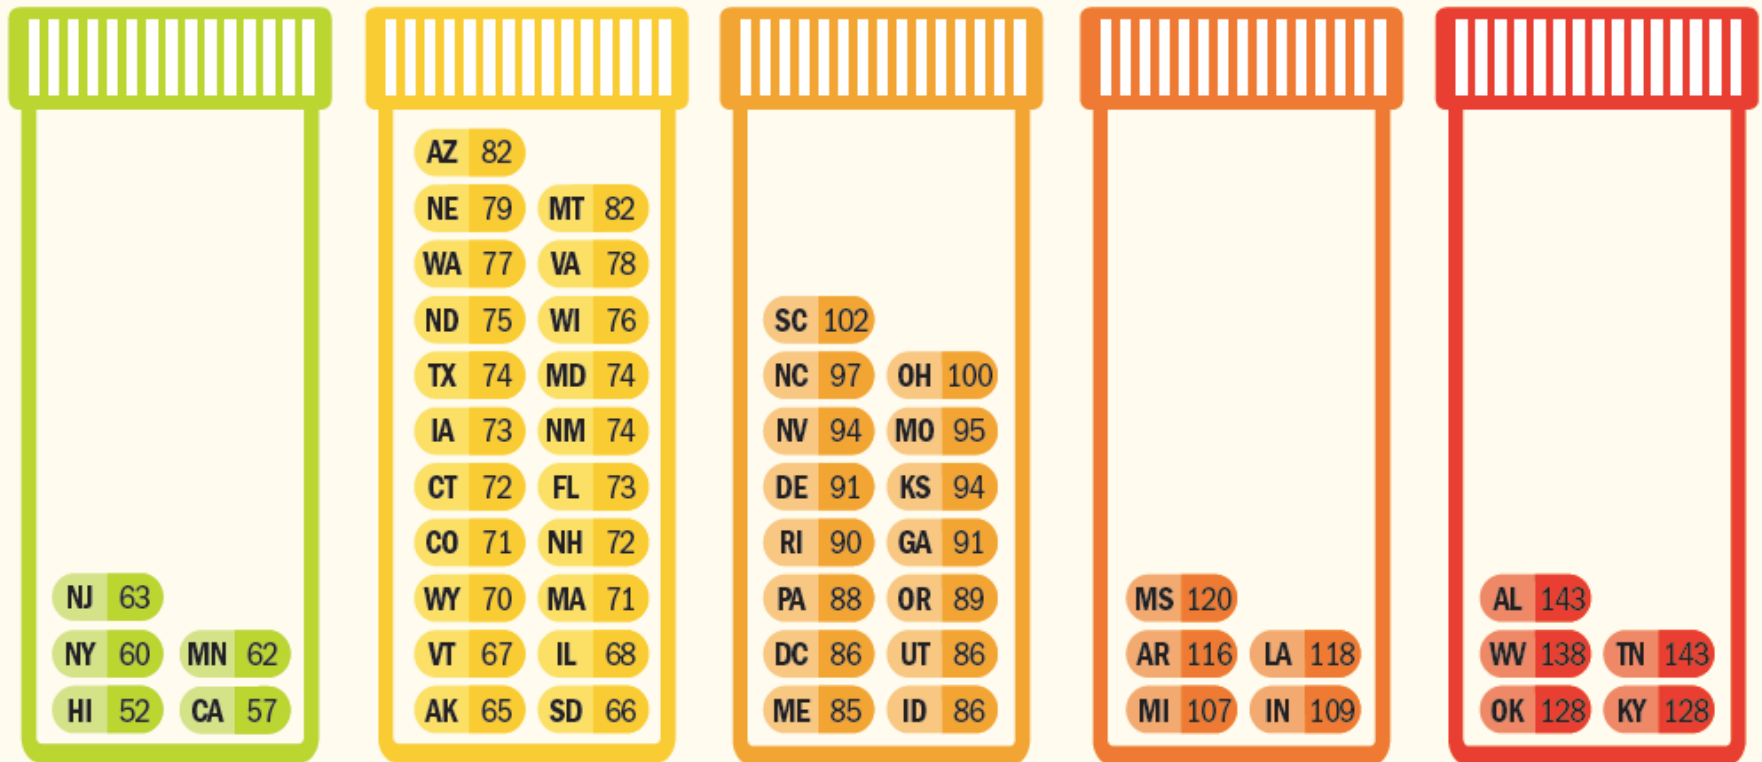 NJ 63
NY 60 MN 62
HI 52 CA 57
AZ 82
NE 79 MT 82
WA 77 VA 78
ND 75 WI 76
TX 74 MD 74
IA 73 NM 74
CT 72 FL 73
CO 71 NH 72
WY 70 MA 71
VT 67 IL 68
AK 65 SD 66
SC 102
NC 97 OH 100
NV 94 MO 95
DE 91 KS 94
RI 90 GA 91
PA 88 OR 89
DC 86 UT 86
ME 85 ID 86
MS 120
AR 116 LA 118
MI 107 IN 109
AL 143
WV 138 TN 143
OK 128 KY 128